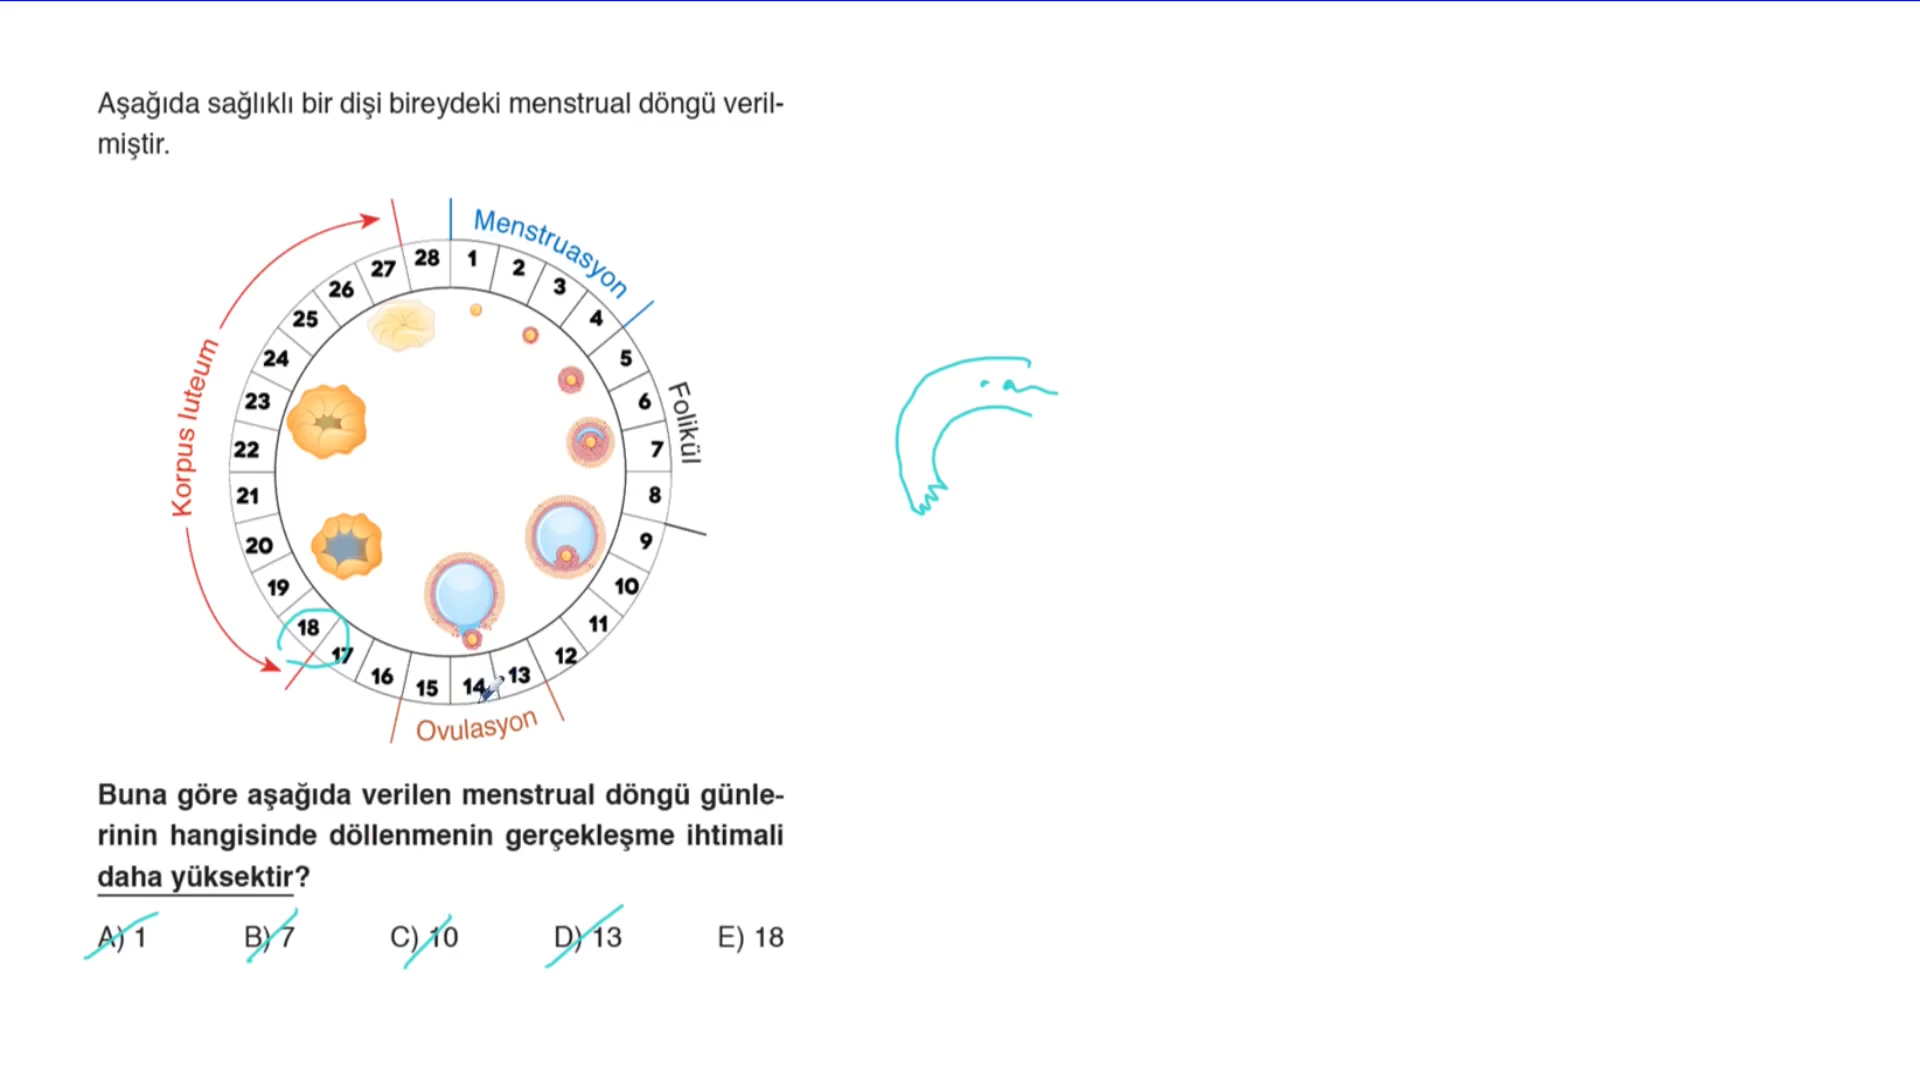 Aşağıda sağlıklı bir dişi bireydeki menstrual döngü veril-
miştir.
Menstruasyon
Folikül
Ovulasyon
Korpus luteum
1
2
3
4
5
6
7
8
9
10
11
12
13
14
15
16
17
18
19
20
21
22
23
24
25
26
27
28
Buna göre aşağıda verilen menstrual döngü günle-
rinin hangisinde döllenmenin gerçekleşme ihtimali
daha yüksektir?
A) 1 B) 7 C) 10 D) 13 E) 18